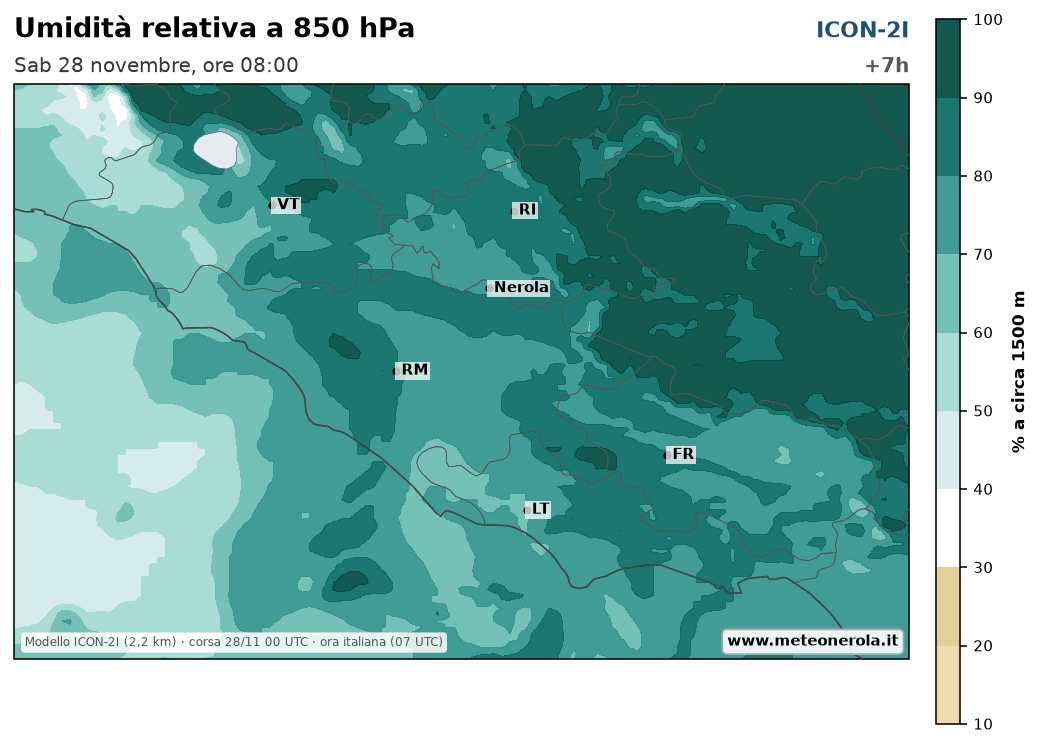 Umidità relativa a 850 hPa
ICON-2I
Sab 28 novembre, ore 08:00
+7h
VT
RI
Nerola
RM
FR
LT
Modello ICON-2I (2,2 km) · corsa 28/11 00 UTC · ora italiana (07 UTC)
www.meteonerola.it
100
90
80
70
60
50
40
30
20
10
% a circa 1500 m